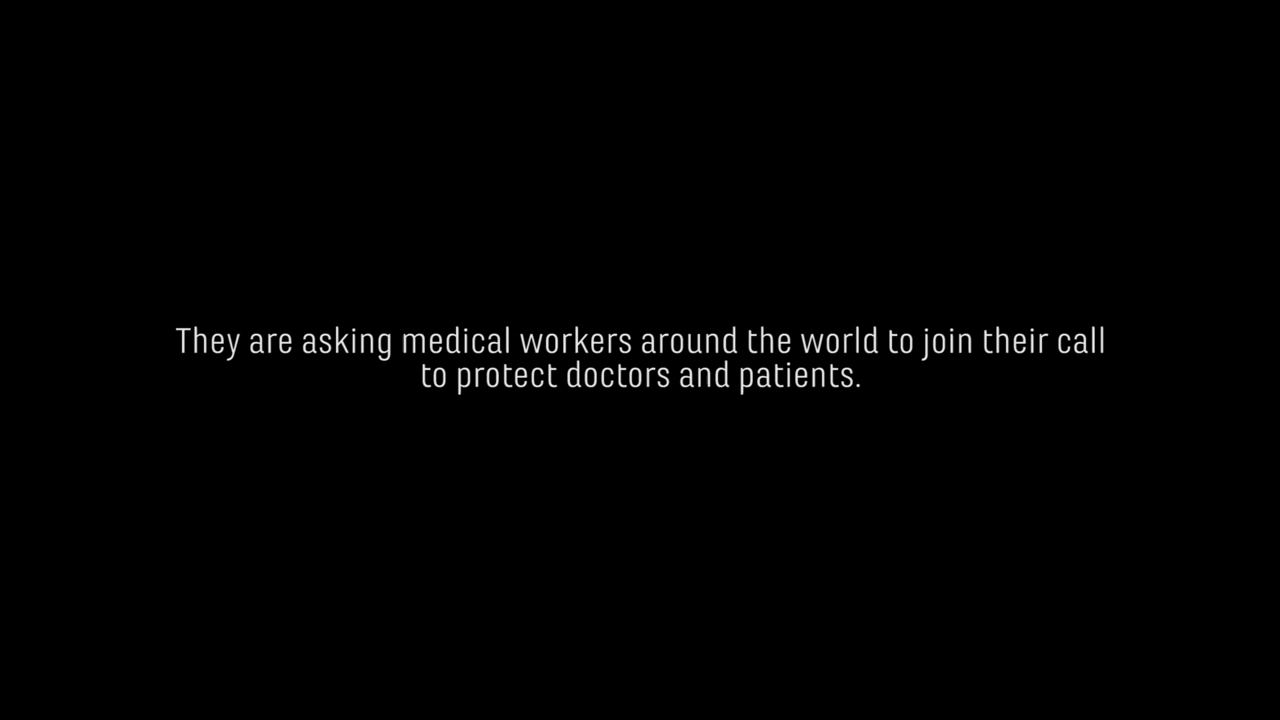 They are asking medical workers around the world to join their call
to protect doctors and patients.